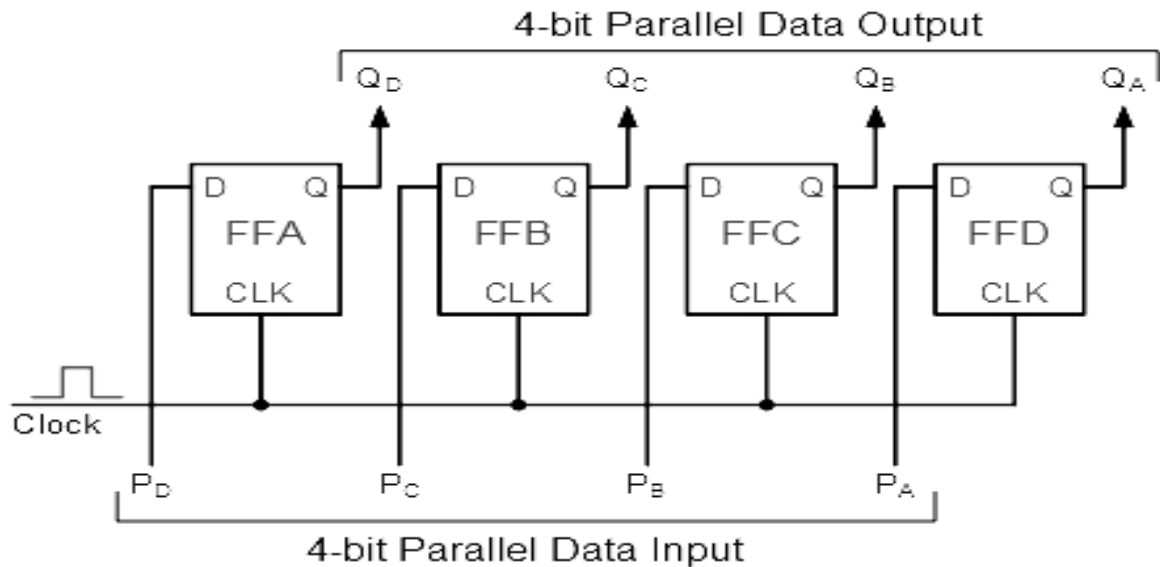 4-bit Parallel Data Output
QD QC QB QA
D Q D Q D Q D Q
FFA FFB FFC FFD
CLK CLK CLK CLK
Clock
PD PC PB PA
4-bit Parallel Data Input